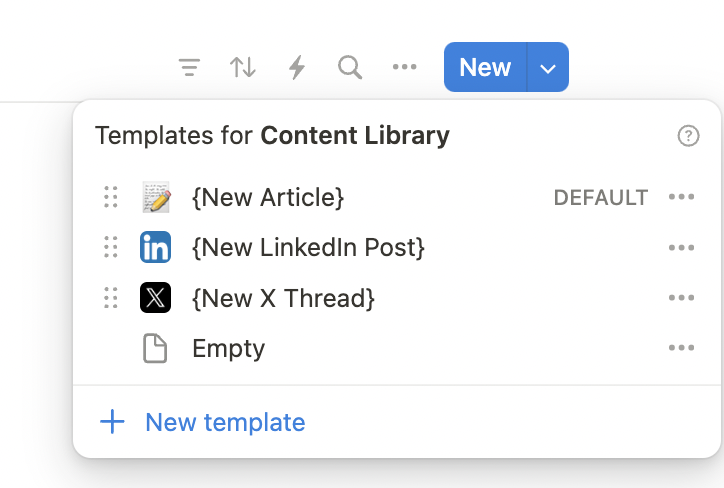 New
Templates for Content Library
{New Article} DEFAULT
{New LinkedIn Post}
{New X Thread}
Empty
New template